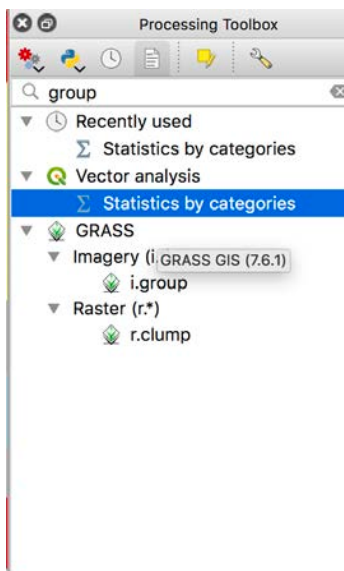 Processing Toolbox
group
Recently used
Statistics by categories
Vector analysis
Statistics by categories
GRASS
Imagery (i.
GRASS GIS (7.6.1)
i.group
Raster (r.*)
r.clump